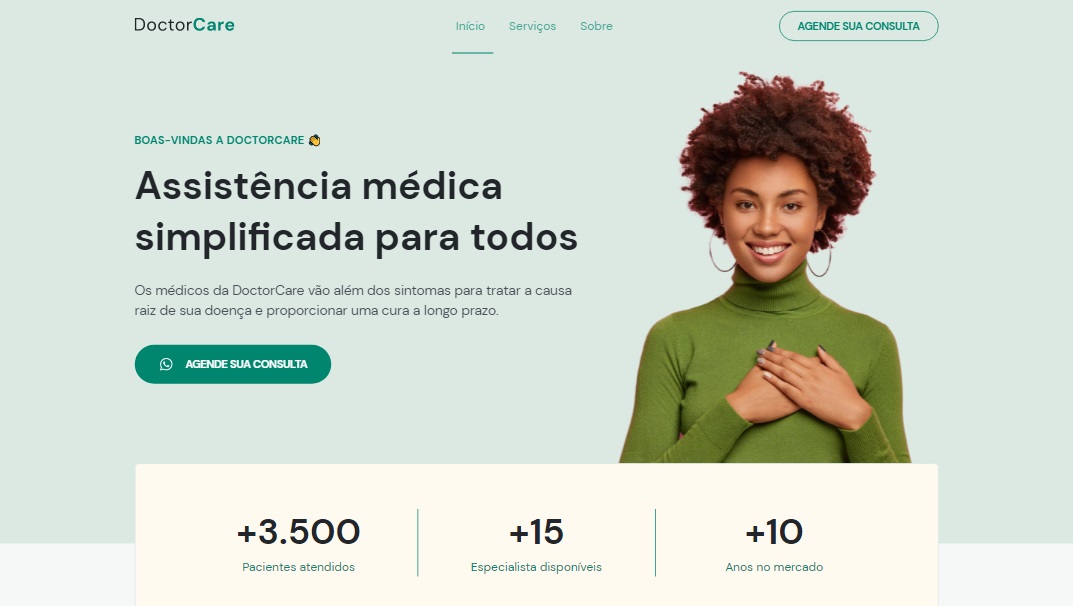 DoctorCare
Início Serviços Sobre
AGENDE SUA CONSULTA
BOAS-VINDAS A DOCTORCARE 👋
Assistência médica
simplificada para todos
Os médicos da DoctorCare vão além dos sintomas para tratar a causa
raiz de sua doença e proporcionar uma cura a longo prazo.
AGENDE SUA CONSULTA
+3.500
Pacientes atendidos
+15
Especialista disponíveis
+10
Anos no mercado